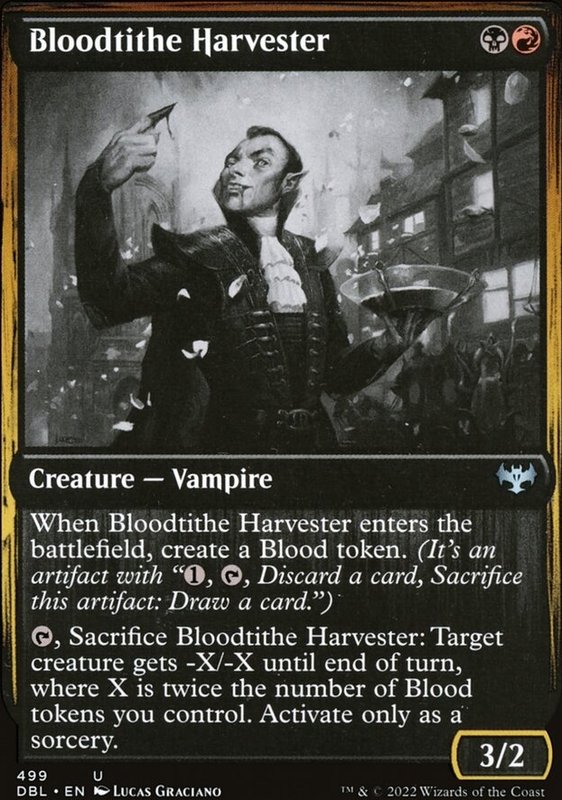 Bloodtithe Harvester
Creature — Vampire
When Bloodtithe Harvester enters the
battlefield, create a Blood token. (It's an
artifact with “1, , Discard a card, Sacrifice
this artifact: Draw a card.”)
, Sacrifice Bloodtithe Harvester: Target
creature gets -X/-X until end of turn,
where X is twice the number of Blood
tokens you control. Activate only as a
sorcery.
3/2
499 U
DBL • EN Lucas Graciano
™ & © 2022 Wizards of the Coast